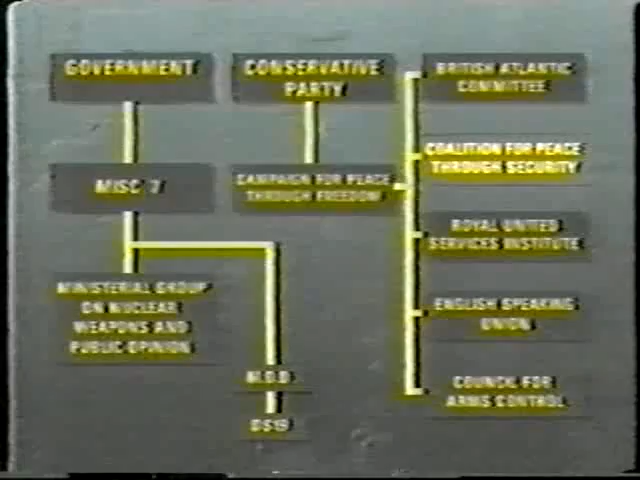 GOVERNMENT
CONSERVATIVE
PARTY
BRITISH ATLANTIC
COMMITTEE
COALITION FOR PEACE
THROUGH SECURITY
MISC 7
CAMPAIGN FOR PEACE
THROUGH FREEDOM
ROYAL UNITED
SERVICES INSTITUTE
MINISTERIAL GROUP
ON NUCLEAR
WEAPONS AND
PUBLIC OPINION
ENGLISH SPEAKING
UNION
M.O.D.
DS19
COUNCIL FOR
ARMS CONTROL